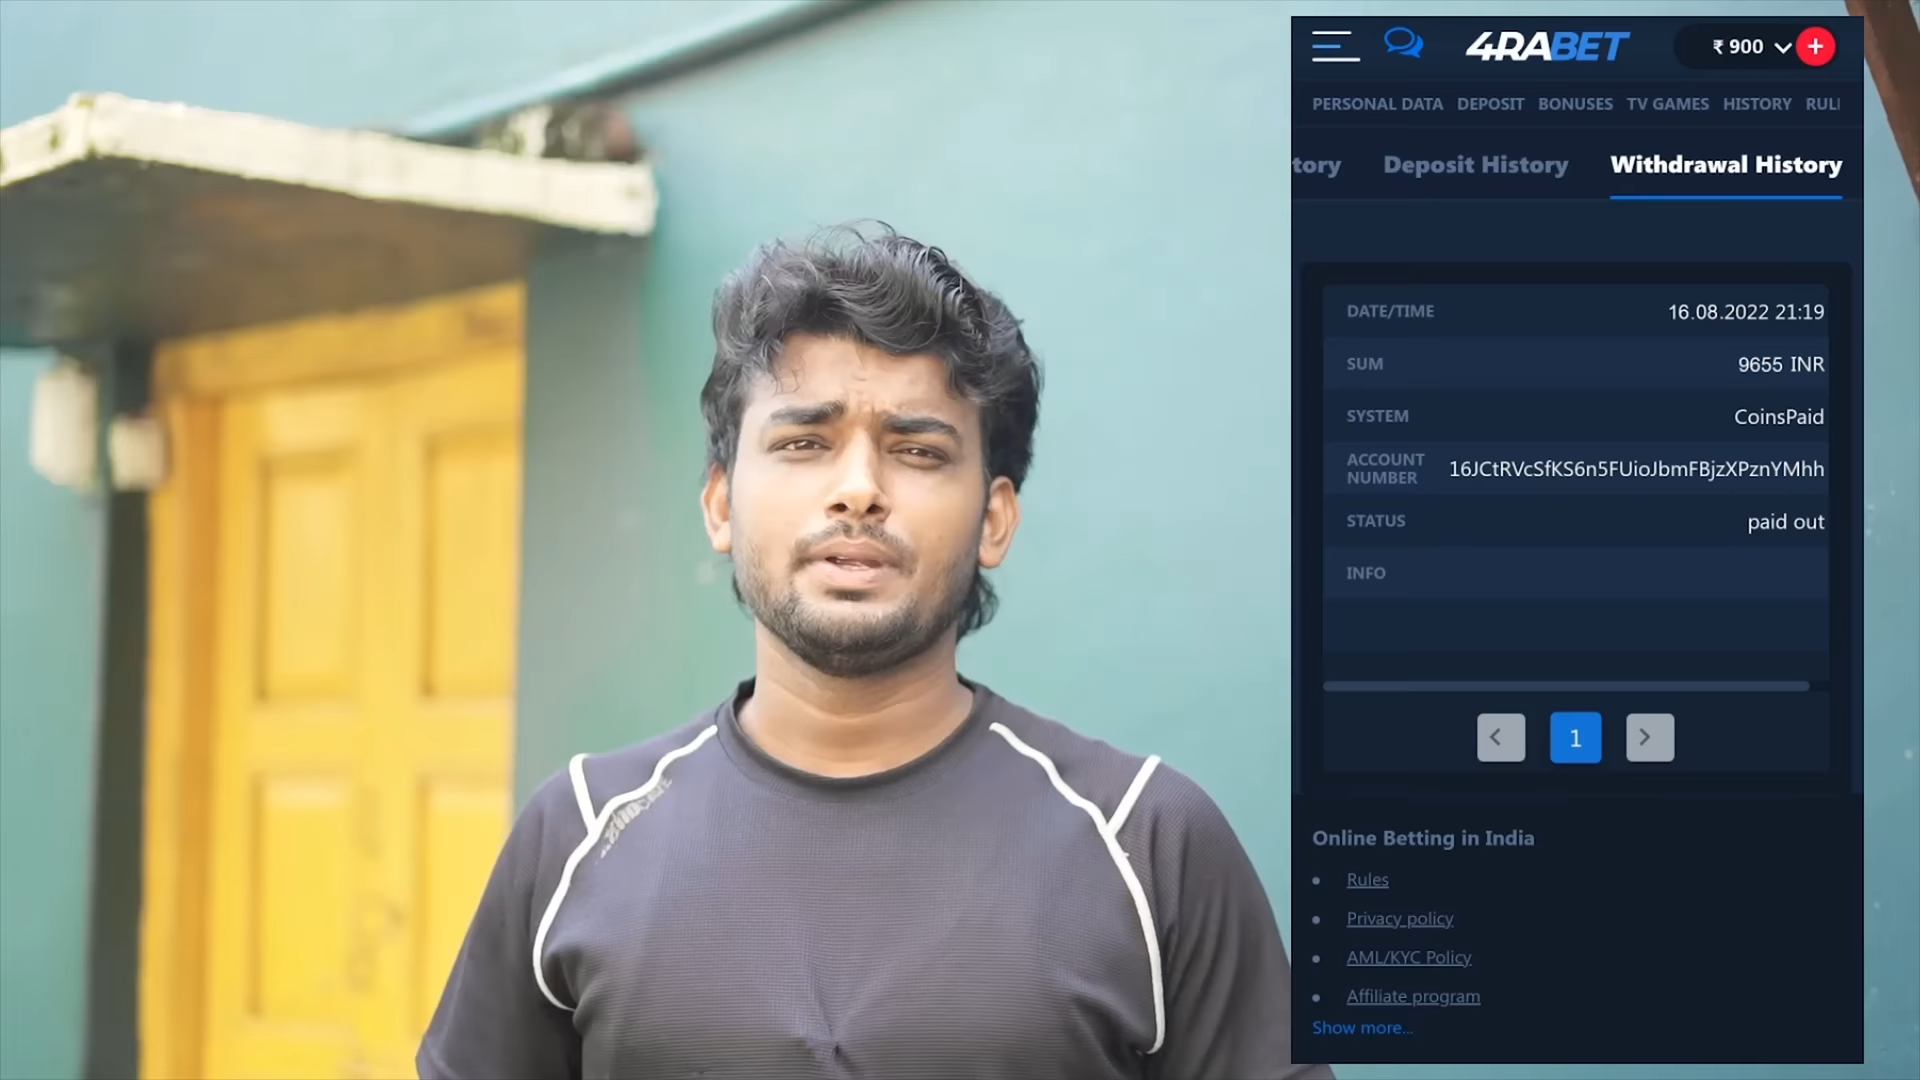 4RABET
₹ 900
PERSONAL DATA DEPOSIT BONUSES TV GAMES HISTORY RUL
tory Deposit History Withdrawal History
DATE/TIME 16.08.2022 21:19
SUM 9655 INR
SYSTEM CoinsPaid
ACCOUNT NUMBER 16JCtRVcSfKS6n5FUioJbmFBjzXPznYMhh
STATUS paid out
INFO
1
Online Betting in India
Rules
Privacy policy
AML/KYC Policy
Affiliate program
Show more...